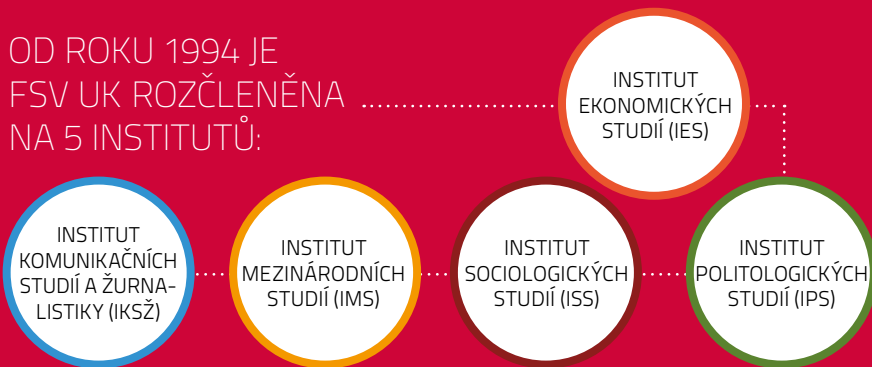 OD ROKU 1994 JE
FSV UK ROZČLENĚNA
NA 5 INSTITUTŮ:
INSTITUT
EKONOMICKÝCH
STUDIÍ (IES)
INSTITUT
KOMUNIKAČNÍCH
STUDIÍ A ŽURNA-
LISTIKY (IKSŽ)
INSTITUT
MEZINÁRODNÍCH
STUDIÍ (IMS)
INSTITUT
SOCIOLOGICKÝCH
STUDIÍ (ISS)
INSTITUT
POLITOLOGICKÝCH
STUDIÍ (IPS)